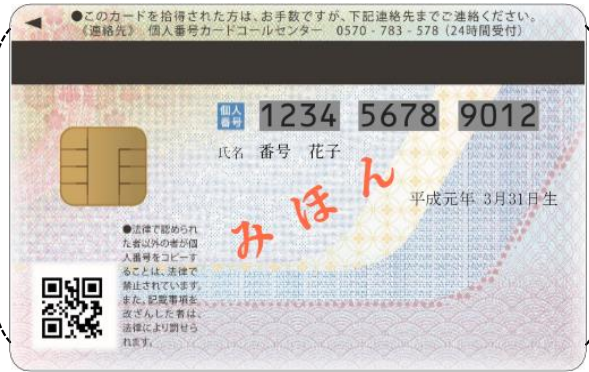 ●このカードを拾得された方は、お手数ですが、下記連絡先までご連絡ください。
《連絡先》 個人番号カードコールセンター 0570-783-578 (24時間受付)
個人番号 1234 5678 9012
氏名 番号 花子
平成元年 3月31日生
みほん
●法律で認められ
た者以外の者が個
人番号をコピーす
ることは、法律で
禁止されています。
また、記載事項を
改ざんした者は、
法律により罰せら
れます。